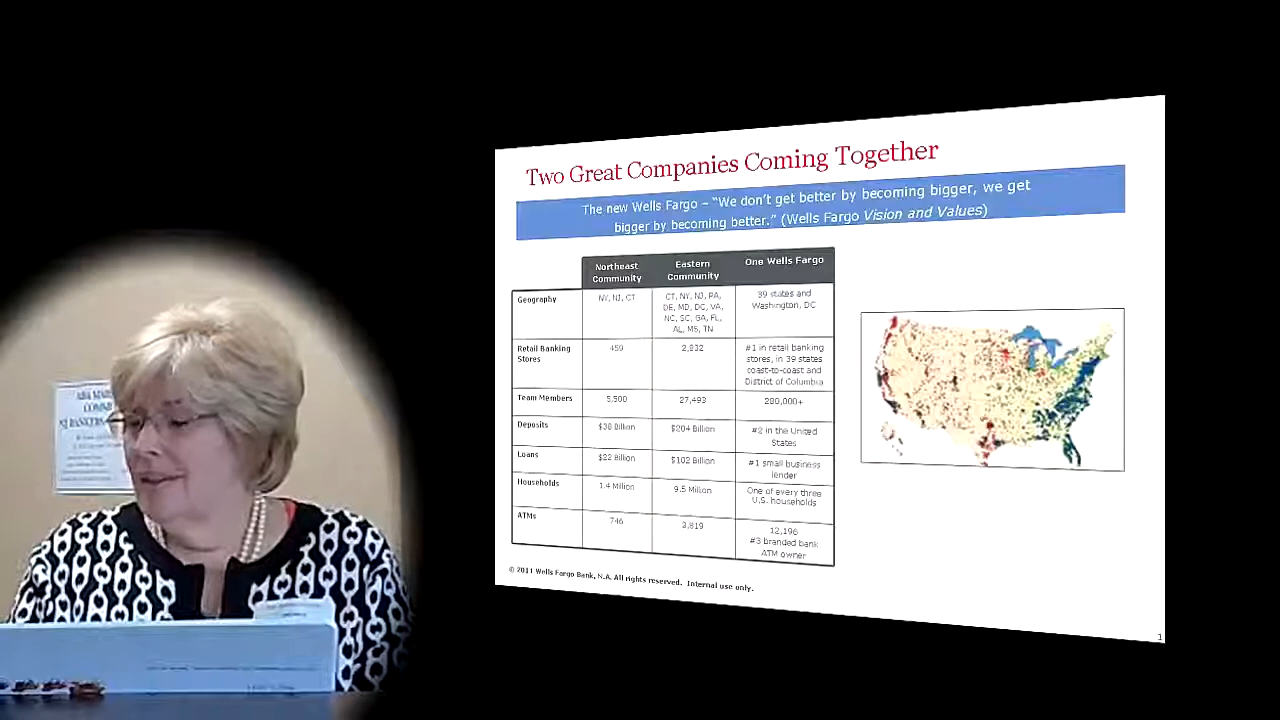 Two Great Companies Coming Together
The new Wells Fargo – “We don’t get better by becoming bigger, we get
bigger by becoming better.” (Wells Fargo Vision and Values)
Northeast Community Eastern Community One Wells Fargo
Geography NY, NJ, CT CT, NY, NJ, PA, 39 states and
DE, MD, DC, VA, Washington, DC
NC, SC, GA, FL,
AL, MS, TN
Retail Banking 459 #1 in retail banking
Stores stores, in 39 states
coast-to-coast and
District of Columbia
Team Members 5,500 27,493 280,000+
Deposits $38 Billion $204 Billion #2 in the United
States
Loans $22 Billion $102 Billion #1 small business
lender
Households 1.4 Million 9.5 Million One of every three
U.S. households
ATMs 746 3,819 12,196
#3 branded bank
ATM owner
© 2011 Wells Fargo Bank, N.A. All rights reserved. Internal use only.
1